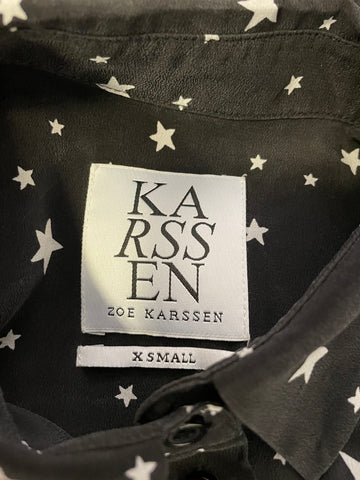 KA
RSS
EN
ZOE KARSSEN
X SMALL